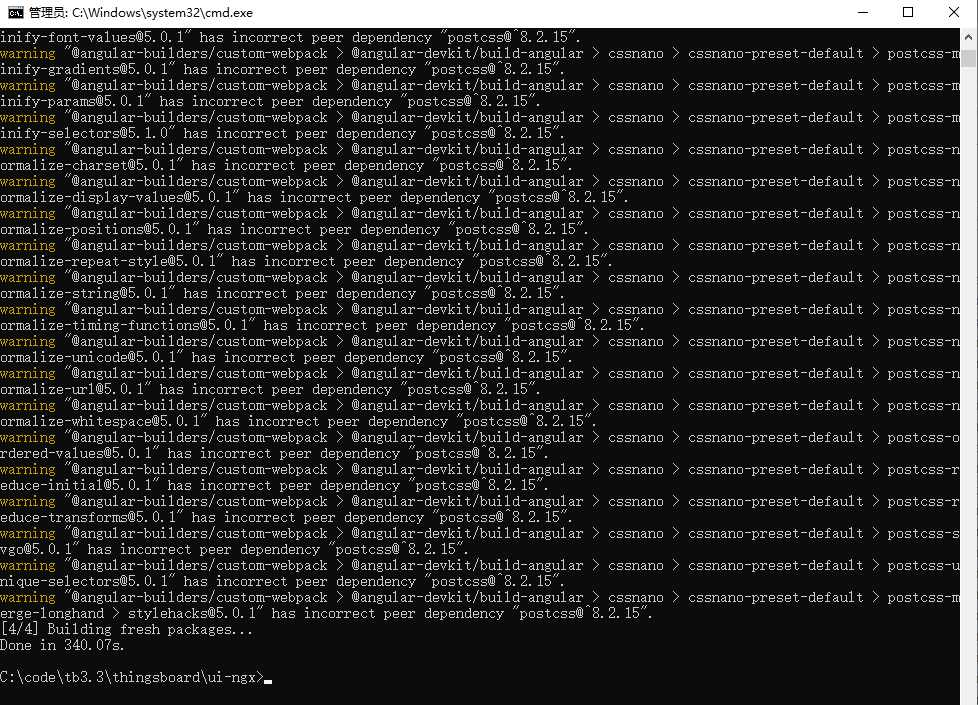 管理员: C:\Windows\system32\cmd.exe
inify-font-values@5.0.1" has incorrect peer dependency "postcss@^8.2.15".
warning "@angular-builders/custom-webpack > @angular-devkit/build-angular > cssnano > cssnano-preset-default > postcss-m
inify-gradients@5.0.1" has incorrect peer dependency "postcss@^8.2.15".
warning "@angular-builders/custom-webpack > @angular-devkit/build-angular > cssnano > cssnano-preset-default > postcss-m
inify-params@5.0.1" has incorrect peer dependency "postcss@^8.2.15".
warning "@angular-builders/custom-webpack > @angular-devkit/build-angular > cssnano > cssnano-preset-default > postcss-m
inify-selectors@5.1.0" has incorrect peer dependency "postcss@^8.2.15".
warning "@angular-builders/custom-webpack > @angular-devkit/build-angular > cssnano > cssnano-preset-default > postcss-n
ormalize-charset@5.0.1" has incorrect peer dependency "postcss@^8.2.15".
warning "@angular-builders/custom-webpack > @angular-devkit/build-angular > cssnano > cssnano-preset-default > postcss-n
ormalize-display-values@5.0.1" has incorrect peer dependency "postcss@^8.2.15".
warning "@angular-builders/custom-webpack > @angular-devkit/build-angular > cssnano > cssnano-preset-default > postcss-n
ormalize-positions@5.0.1" has incorrect peer dependency "postcss@^8.2.15".
warning "@angular-builders/custom-webpack > @angular-devkit/build-angular > cssnano > cssnano-preset-default > postcss-n
ormalize-repeat-style@5.0.1" has incorrect peer dependency "postcss@^8.2.15".
warning "@angular-builders/custom-webpack > @angular-devkit/build-angular > cssnano > cssnano-preset-default > postcss-n
ormalize-string@5.0.1" has incorrect peer dependency "postcss@^8.2.15".
warning "@angular-builders/custom-webpack > @angular-devkit/build-angular > cssnano > cssnano-preset-default > postcss-n
ormalize-timing-functions@5.0.1" has incorrect peer dependency "postcss@^8.2.15".
warning "@angular-builders/custom-webpack > @angular-devkit/build-angular > cssnano > cssnano-preset-default > postcss-n
ormalize-unicode@5.0.1" has incorrect peer dependency "postcss@^8.2.15".
warning "@angular-builders/custom-webpack > @angular-devkit/build-angular > cssnano > cssnano-preset-default > postcss-n
ormalize-url@5.0.1" has incorrect peer dependency "postcss@^8.2.15".
warning "@angular-builders/custom-webpack > @angular-devkit/build-angular > cssnano > cssnano-preset-default > postcss-n
ormalize-whitespace@5.0.1" has incorrect peer dependency "postcss@^8.2.15".
warning "@angular-builders/custom-webpack > @angular-devkit/build-angular > cssnano > cssnano-preset-default > postcss-o
rdered-values@5.0.1" has incorrect peer dependency "postcss@^8.2.15".
warning "@angular-builders/custom-webpack > @angular-devkit/build-angular > cssnano > cssnano-preset-default > postcss-r
educe-initial@5.0.1" has incorrect peer dependency "postcss@^8.2.15".
warning "@angular-builders/custom-webpack > @angular-devkit/build-angular > cssnano > cssnano-preset-default > postcss-r
educe-transforms@5.0.1" has incorrect peer dependency "postcss@^8.2.15".
warning "@angular-builders/custom-webpack > @angular-devkit/build-angular > cssnano > cssnano-preset-default > postcss-s
vgo@5.0.1" has incorrect peer dependency "postcss@^8.2.15".
warning "@angular-builders/custom-webpack > @angular-devkit/build-angular > cssnano > cssnano-preset-default > postcss-u
nique-selectors@5.0.1" has incorrect peer dependency "postcss@^8.2.15".
warning "@angular-builders/custom-webpack > @angular-devkit/build-angular > cssnano > cssnano-preset-default > postcss-m
erge-longhand > stylehacks@5.0.1" has incorrect peer dependency "postcss@^8.2.15".
[4/4] Building fresh packages...
Done in 340.07s.
C:\code\tb3.3\thingsboard\ui-ngx>